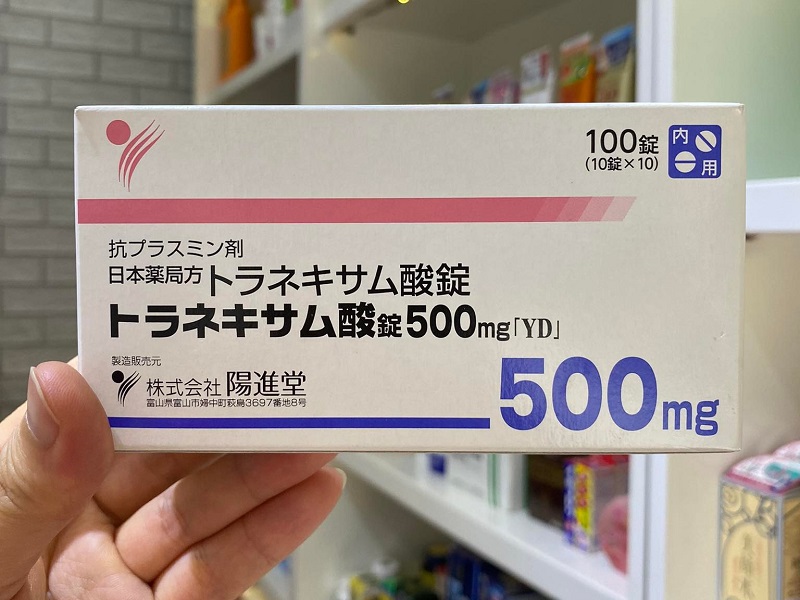 100錠
(10錠×10)
内
用
抗プラスミン剤
日本薬局方トラネキサム酸錠
トラネキサム酸錠500mg「YD」
製造販売元
株式会社 陽進堂
富山県富山市婦中町萩島3697番地8号
500mg